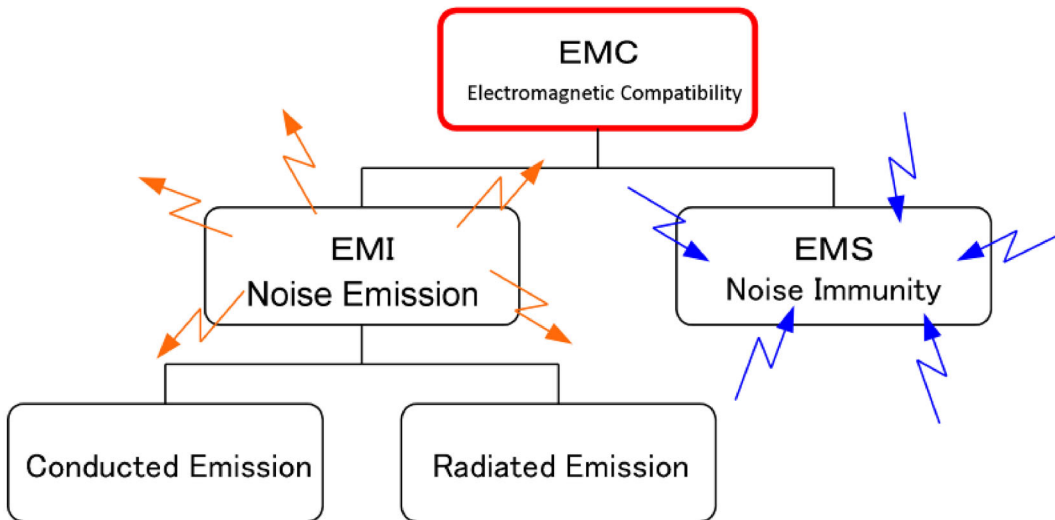 EMC
Electromagnetic Compatibility
EMI
Noise Emission
EMS
Noise Immunity
Conducted Emission
Radiated Emission